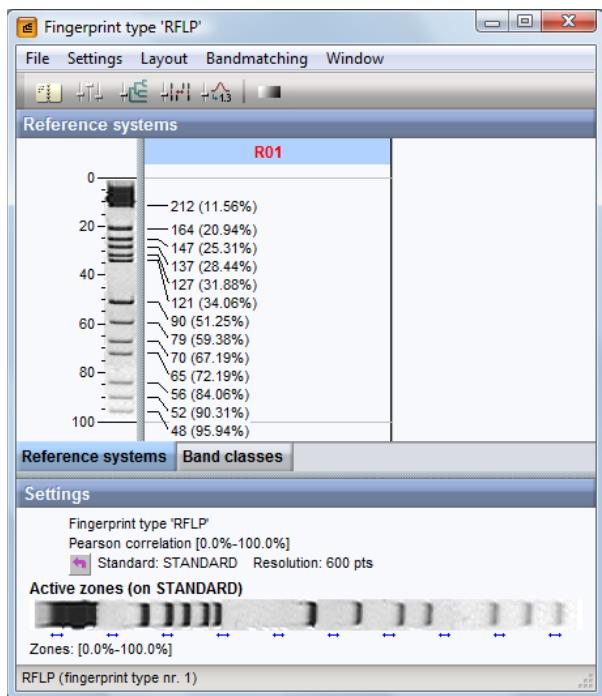 Fingerprint type 'RFLP'
File Settings Layout Bandmatching Window
1.3
Reference systems
R01
0
20
40
60
80
100
212 (11.56%)
164 (20.94%)
147 (25.31%)
137 (28.44%)
127 (31.88%)
121 (34.06%)
90 (51.25%)
79 (59.38%)
70 (67.19%)
65 (72.19%)
56 (84.06%)
52 (90.31%)
48 (95.94%)
Reference systems Band classes
Settings
Fingerprint type 'RFLP'
Pearson correlation [0.0%-100.0%]
Standard: STANDARD Resolution: 600 pts
Active zones (on STANDARD)
Zones: [0.0%-100.0%]
RFLP (fingerprint type nr. 1)